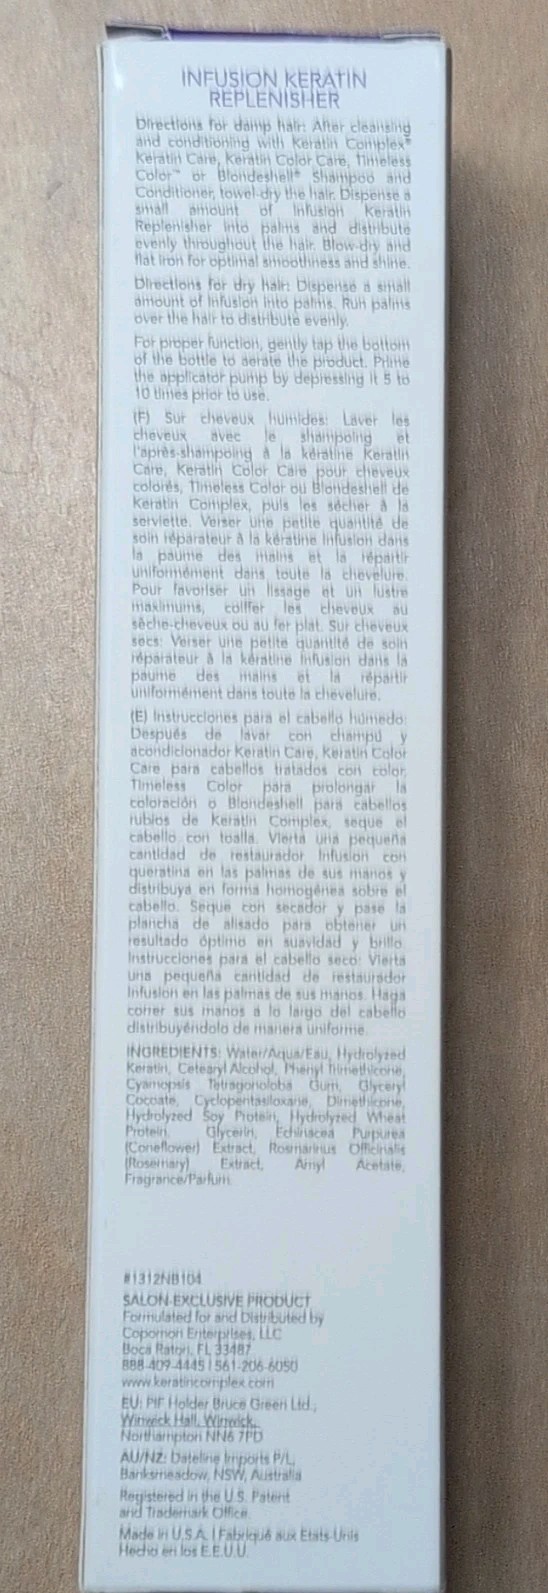 INFUSION KERATIN
REPLENISHER
Directions for damp hair: After cleansing
and conditioning with Keratin Complex®
Keratin Care, Keratin Color Care, Timeless
Color™ or Blondeshell® Shampoo and
Conditioner, towel-dry the hair. Dispense a
small amount of Infusion Keratin
Replenisher into palms and distribute
evenly throughout the hair. Blow-dry and
flat iron for optimal smoothness and shine.
Directions for dry hair: Dispense a small
amount of Infusion into palms. Run palms
over the hair to distribute evenly.
For proper function, gently tap the bottom
of the bottle to aerate the product. Prime
the applicator pump by depressing it 5 to
10 times prior to use.
(F) Sur cheveux humides: Laver les
cheveux avec le shampoing et
l'après-shampoing à la kératine Keratin
Care, Keratin Color Care pour cheveux
colorés, Timeless Color ou Blondeshell de
Keratin Complex, puis les sécher à la
serviette. Verser une petite quantité de
soin réparateur à la kératine Infusion dans
la paume des mains et la répartir
uniformément dans toute la chevelure.
Pour favoriser un lissage et un lustre
maximums, coiffer les cheveux au
sèche-cheveux ou au fer plat. Sur cheveux
secs: Verser une petite quantité de soin
réparateur à la kératine Infusion dans la
paume des mains et la répartir
uniformément dans toute la chevelure.
(E) Instrucciones para el cabello húmedo:
Después de lavar con champú y
acondicionador Keratin Care, Keratin Color
Care para cabellos tratados con color,
Timeless Color para prolongar la
coloración o Blondeshell para cabellos
rubios de Keratin Complex, seque el
cabello con toalla. Vierta una pequeña
cantidad de restaurador Infusion con
queratina en las palmas de sus manos y
distribuya en forma homogénea sobre el
cabello. Seque con secador y pase la
plancha de alisado para obtener un
resultado óptimo en suavidad y brillo.
Instrucciones para el cabello seco: Vierta
una pequeña cantidad de restaurador
Infusion en las palmas de sus manos. Haga
correr sus manos a lo largo del cabello
distribuyéndolo de manera uniforme.
INGREDIENTS: Water/Aqua/Eau, Hydrolyzed
Keratin, Cetearyl Alcohol, Phenyl Trimethicone,
Cyamopsis Tetragonoloba Gum, Glyceryl
Cocoate, Cyclopentasiloxane, Dimethicone,
Hydrolyzed Soy Protein, Hydrolyzed Wheat
Protein, Glycerin, Echinacea Purpurea
(Coneflower) Extract, Rosmarinus Officinalis
(Rosemary) Extract, Amyl Acetate,
Fragrance/Parfum
#1312NB104
SALON-EXCLUSIVE PRODUCT
Formulated for and Distributed by
Copomon Enterprises, LLC
Boca Raton, FL 33487
888-409-4445 | 561-206-6050
www.keratincomplex.com
EU: PIF Holder Bruce Green Ltd.,
Winwick Hall, Winwick,
Northampton NN6 7PD
AU/NZ: Dateline Imports P/L,
Banksmeadow, NSW, Australia
Registered in the U.S. Patent
and Trademark Office.
Made in U.S.A. | Fabriqué aux États-Unis
Hecho en los E.E.U.U.